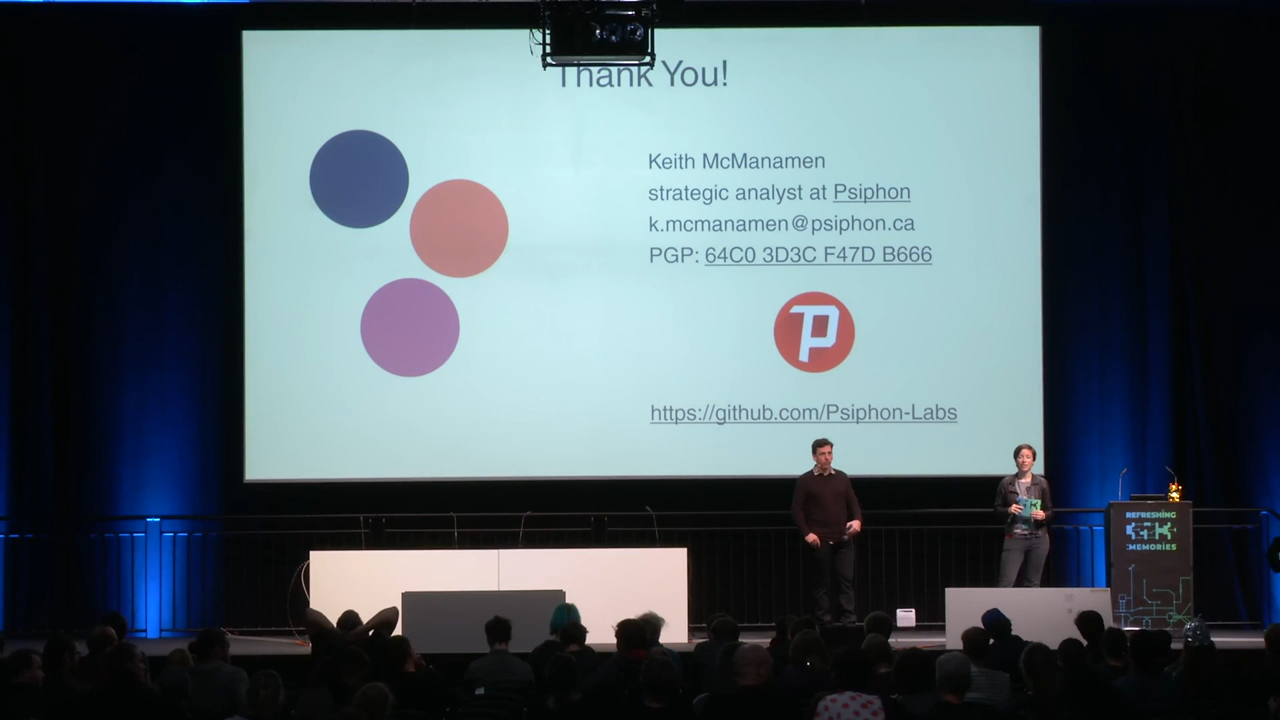 Thank You!
Keith McManamen
strategic analyst at Psiphon
k.mcmanamen@psiphon.ca
PGP: 64C0 3D3C F47D B666
P
https://github.com/Psiphon-Labs
REFRESHING
MEMORIES